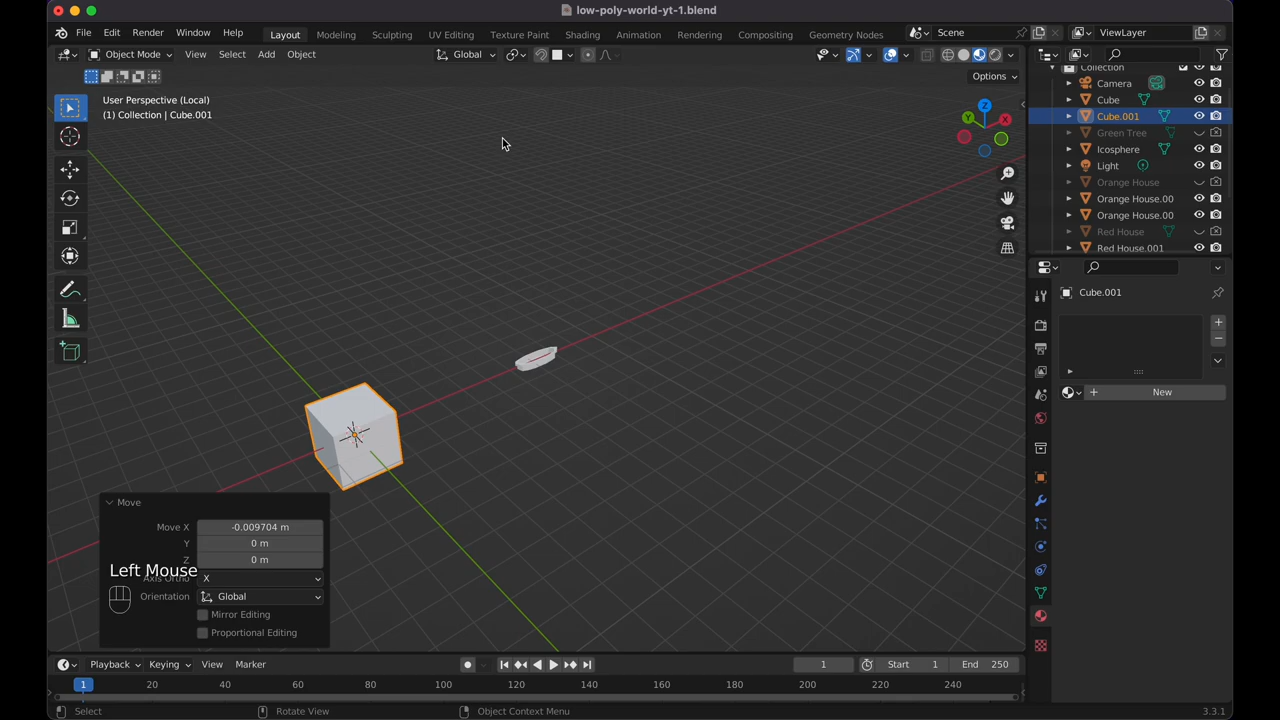 low-poly-world-yt-1.blend
File Edit Render Window Help Layout Modeling Sculpting UV Editing Texture Paint Shading Animation Rendering Compositing Geometry Nodes Scene ViewLayer
Object Mode View Select Add Object Global
Options
User Perspective (Local)
(1) Collection | Cube.001
Z
Y
X
Collection
Camera
Cube
Cube.001
Green Tree
Icosphere
Light
Orange House
Orange House.00
Orange House.00
Red House
Red House.001
Cube.001
New
Move
Move X -0.009704 m
Y 0 m
Z 0 m
Left Mouse
Axis Ortho X
Orientation Global
Mirror Editing
Proportional Editing
Playback Keying View Marker 1 Start 1 End 250
1 20 40 60 80 100 120 140 160 180 200 220 240
Select Rotate View Object Context Menu 3.3.1